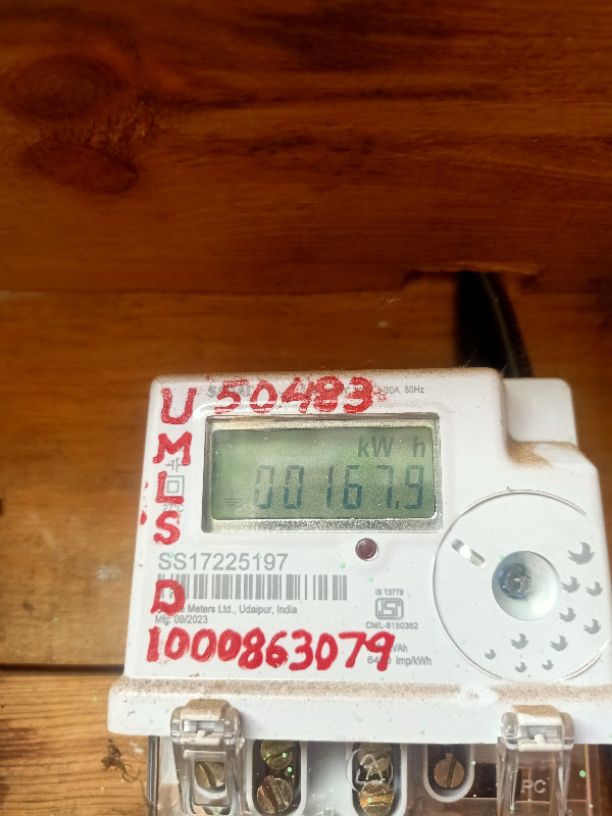 50483
-30A, 50Hz
UMLSD
kW h
00167.9
SS17225197
Meters Ltd., Udaipur, India
Mfg. 09/2023
IS 13779
CM/L-8150362
imp/kWh
1000863079
PC